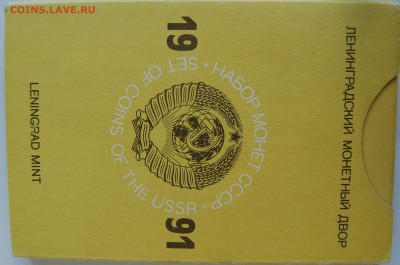 COINS.LAVE.RU
ЛЕНИНГРАДСКИЙ МОНЕТНЫЙ ДВОР
19 91
НАБОР МОНЕТ СССР •
SET OF COINS OF THE USSR •
LENINGRAD MINT